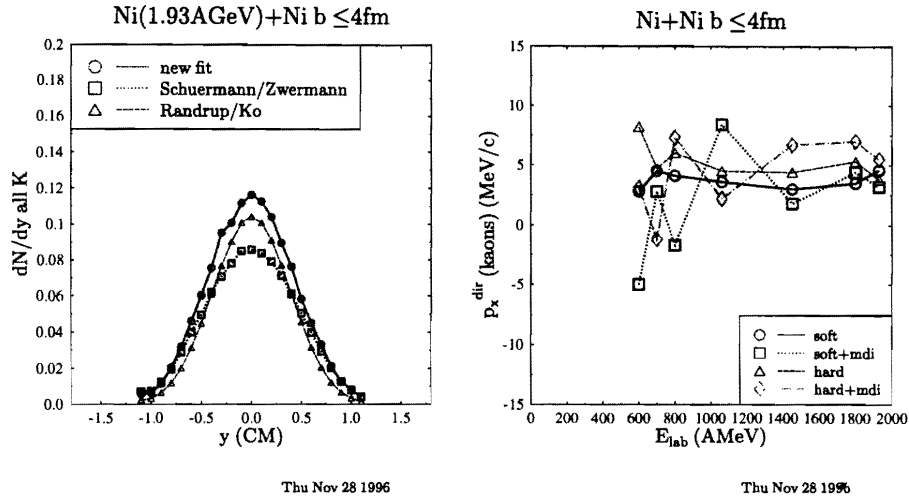 Ni(1.93AGeV)+Ni b ≤4fm
0.2
0.18
0.16
0.14
0.12
0.10
0.08
0.06
0.04
0.02
0.0
dN/dy all K
new fit
Schuermann/Zwermann
Randrup/Ko
-1.5 -1.0 -0.5 0.0 0.5 1.0 1.5
y (CM)
Thu Nov 28 1996
Ni+Ni b ≤4fm
15
10
5
0
-5
-10
-15
p_x^dir (kaons) (MeV/c)
soft
soft+mdi
hard
hard+mdi
0 200 400 600 800 1000 1200 1400 1600 1800 2000
E_lab (AMeV)
Thu Nov 28 1996